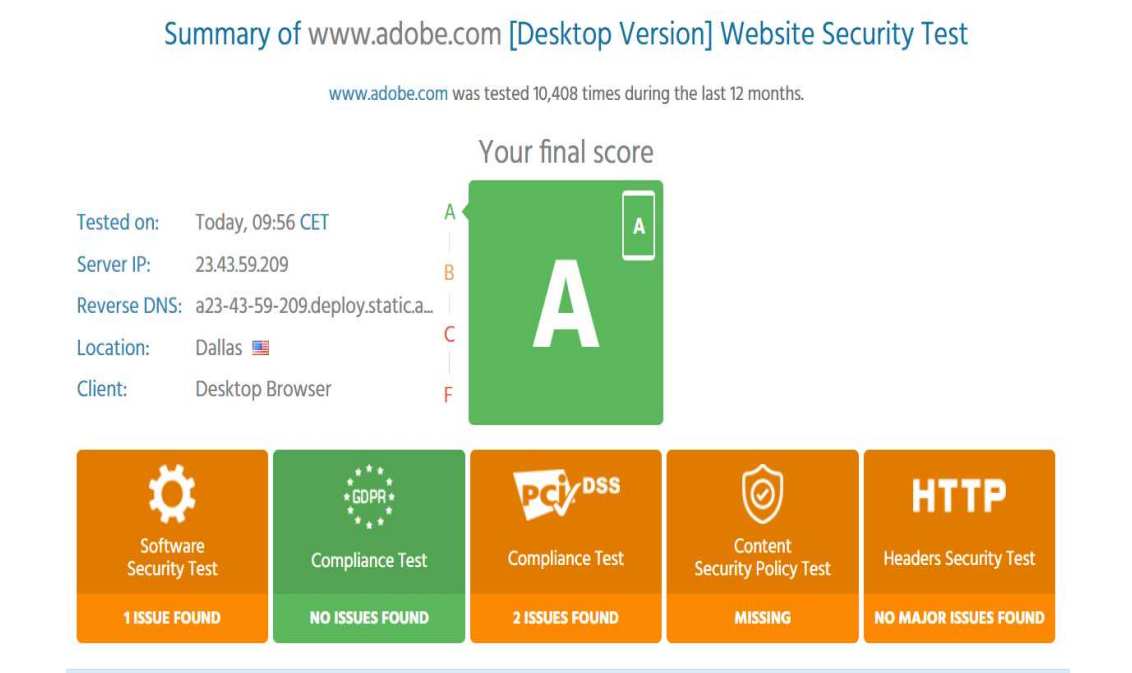 Summary of www.adobe.com [Desktop Version] Website Security Test
www.adobe.com was tested 10,408 times during the last 12 months.
Your final score
Tested on: Today, 09:56 CET
Server IP: 23.43.59.209
Reverse DNS: a23-43-59-209.deploy.static.a...
Location: Dallas
Client: Desktop Browser
A
B
C
F
A
A
Software
Security Test
1 ISSUE FOUND
GDPR
Compliance Test
NO ISSUES FOUND
PCI DSS
Compliance Test
2 ISSUES FOUND
Content
Security Policy Test
MISSING
HTTP
Headers Security Test
NO MAJOR ISSUES FOUND